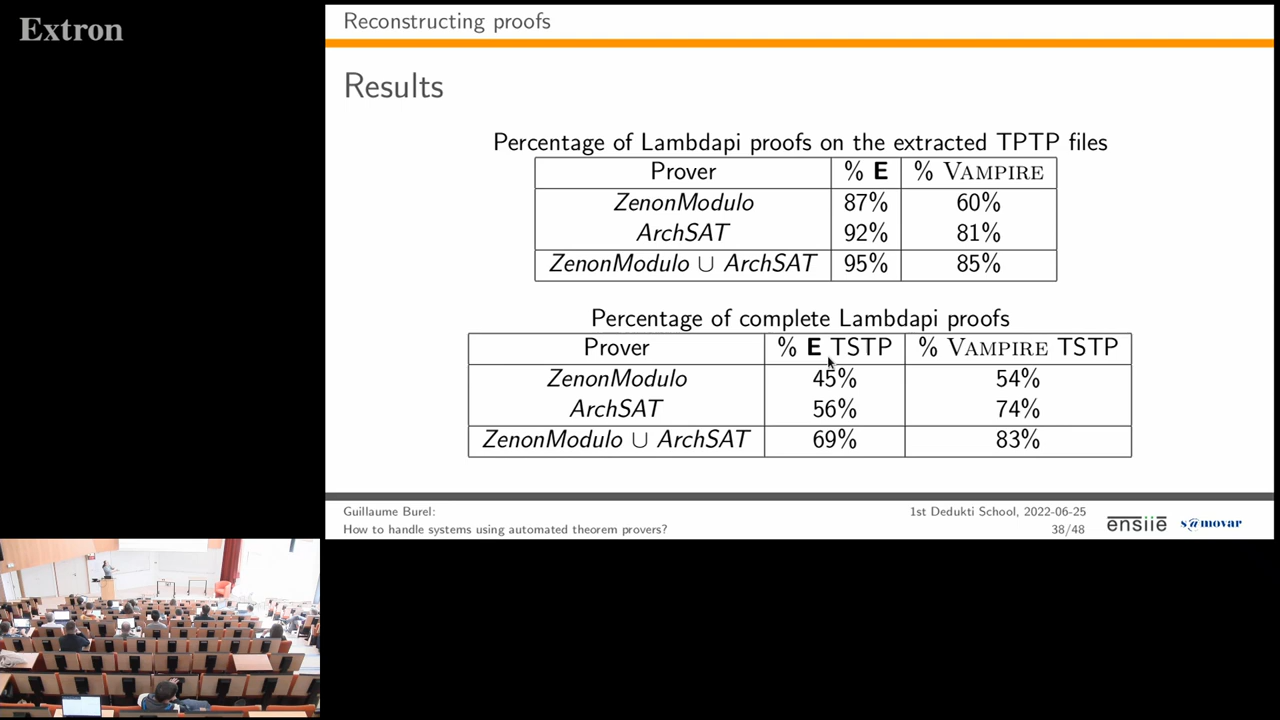 Extron
Reconstructing proofs
Results
Percentage of Lambdapi proofs on the extracted TPTP files
Prover % E % VAMPIRE
ZenonModulo 87% 60%
ArchSAT 92% 81%
ZenonModulo ∪ ArchSAT 95% 85%
Percentage of complete Lambdapi proofs
Prover % E TSTP % VAMPIRE TSTP
ZenonModulo 45% 54%
ArchSAT 56% 74%
ZenonModulo ∪ ArchSAT 69% 83%
Guillaume Burel: 1st Dedukti School, 2022-06-25
How to handle systems using automated theorem provers? 38/48
ensiie s@movar